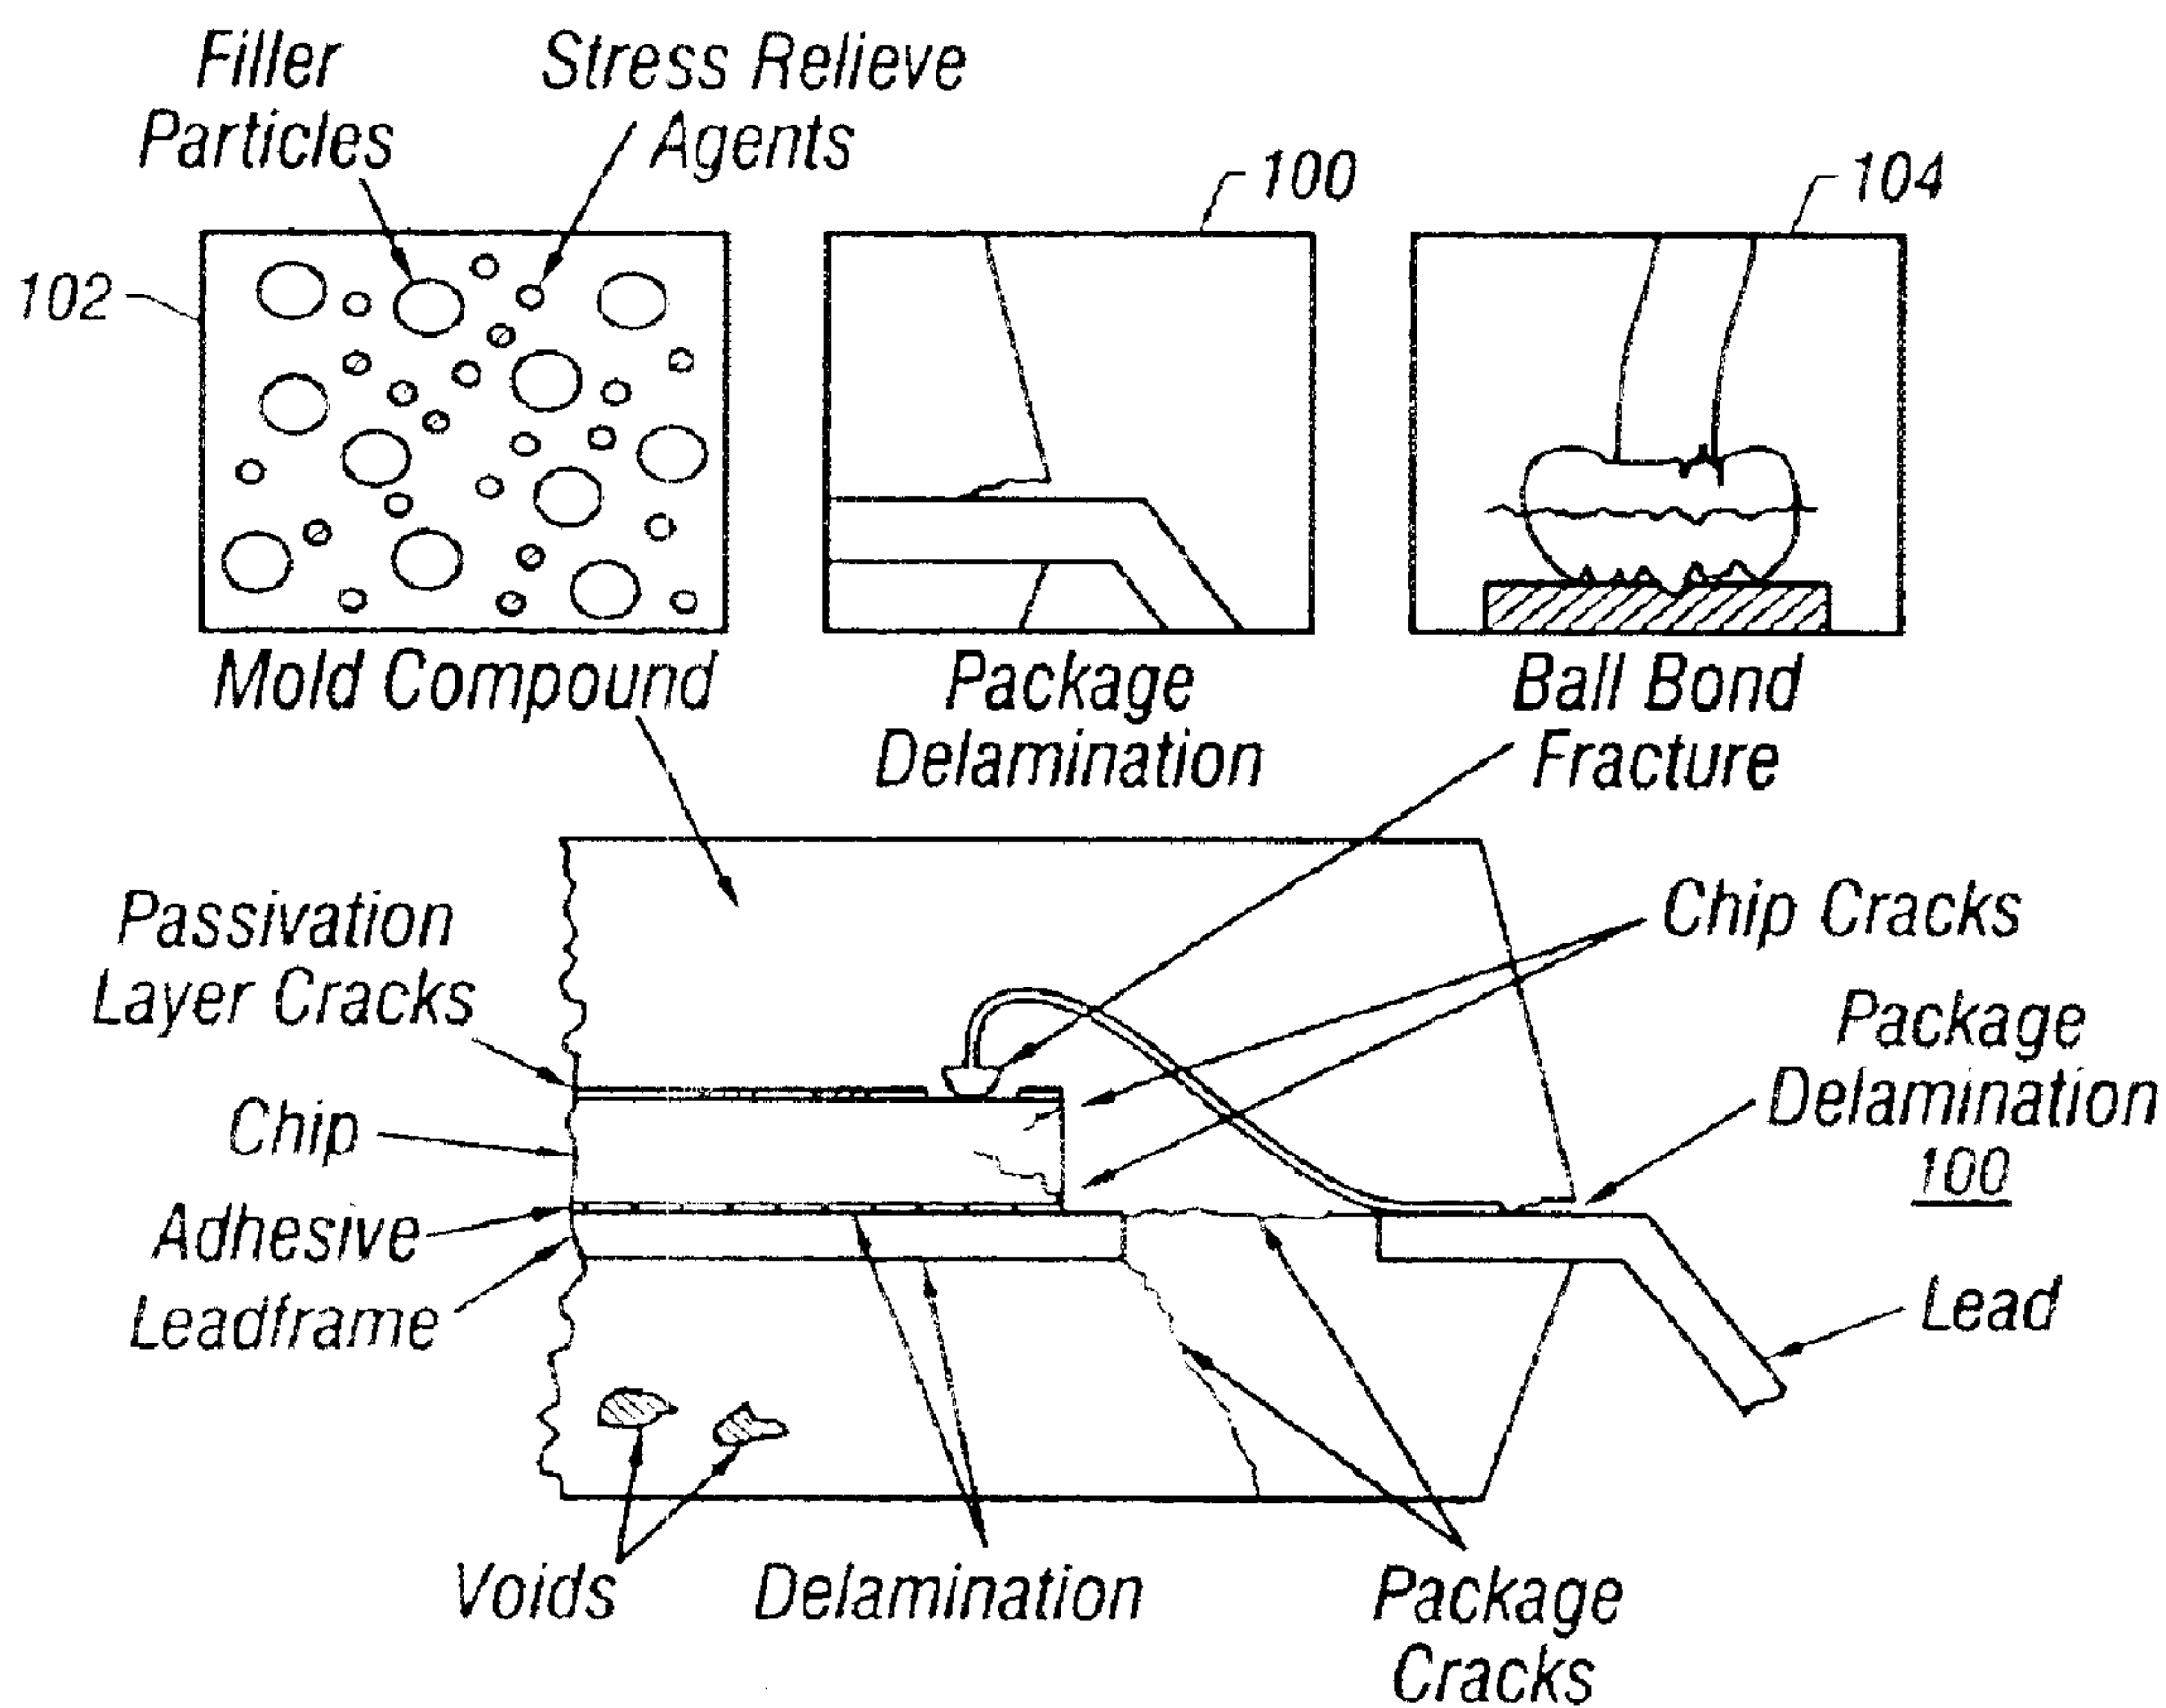 Filler
Particles
Stress Relieve
Agents
100
104
102
Mold Compound
Package
Delamination
Ball Bond
Fracture
Passivation
Layer Cracks
Chip Cracks
Package
Delamination
100
Chip
Adhesive
Leadframe
Lead
Voids
Delamination
Package
Cracks